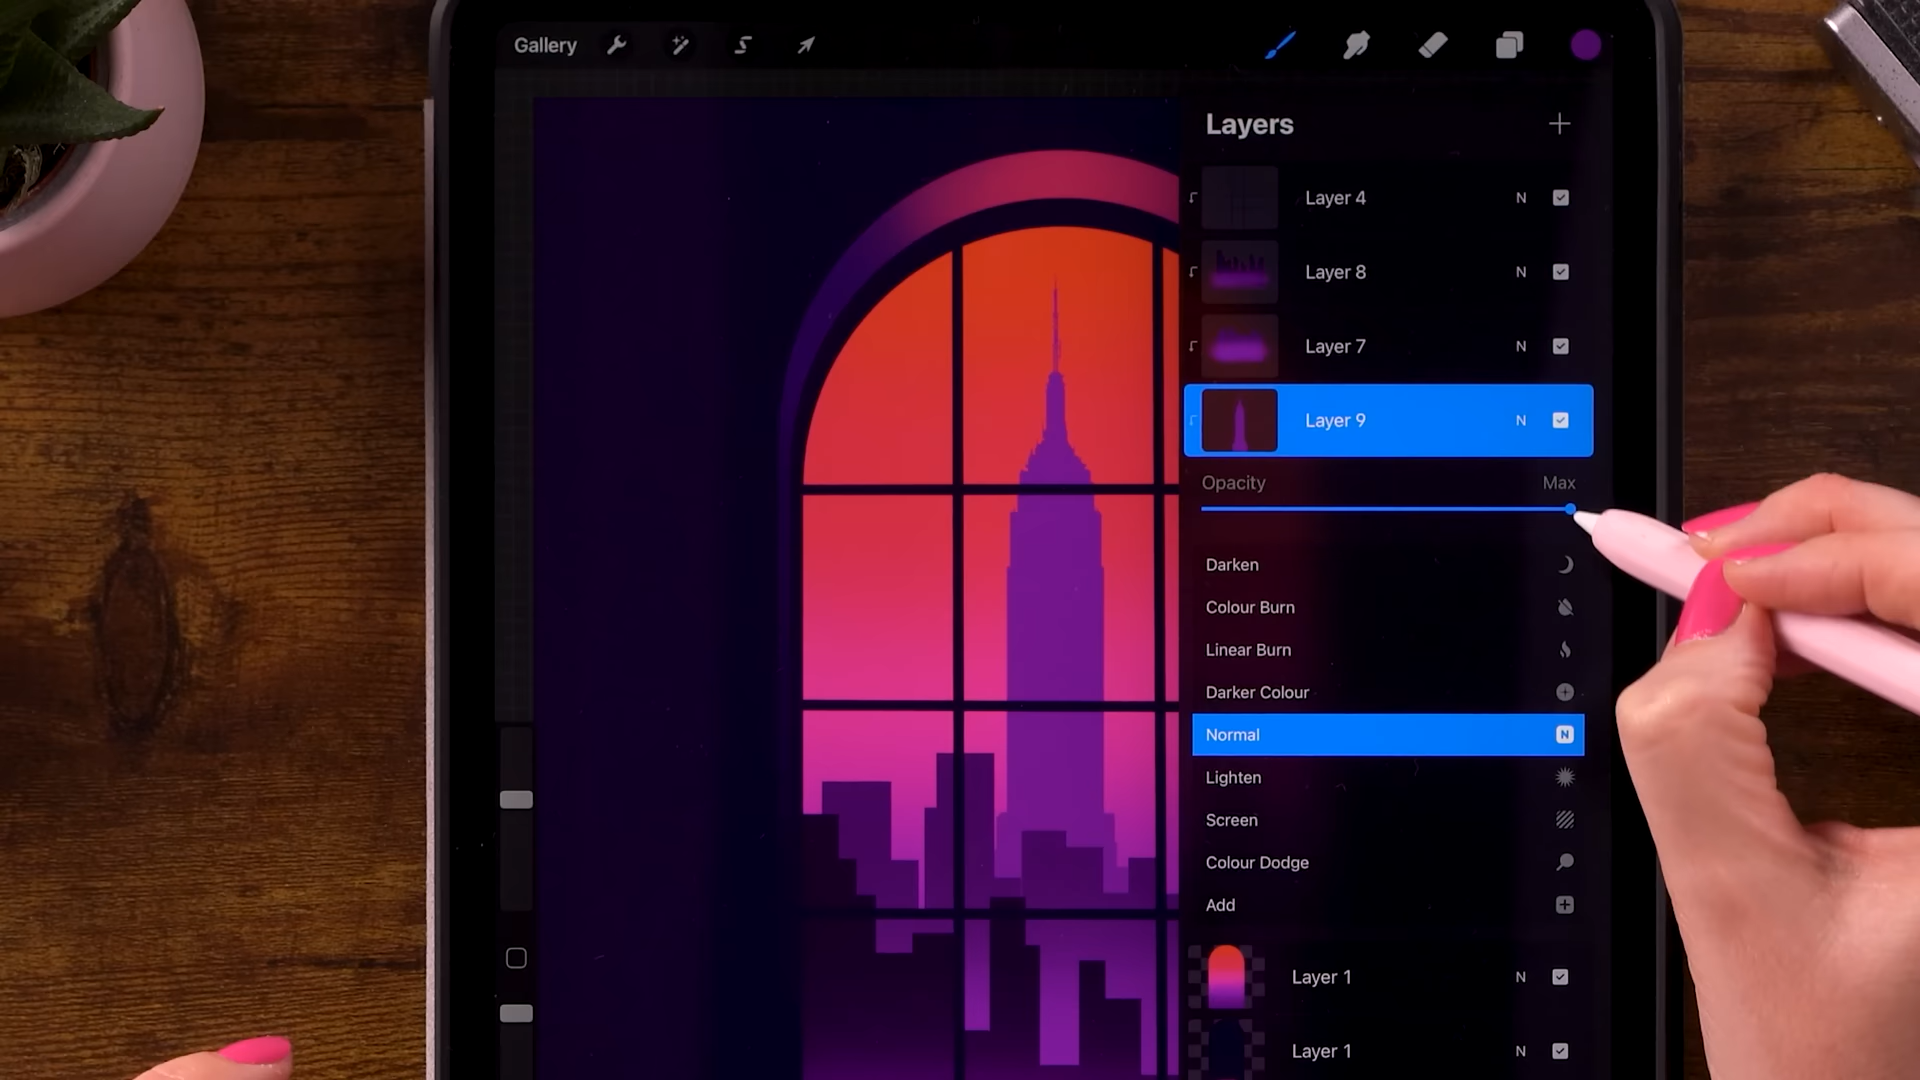 Gallery
Layers
Layer 4 N
Layer 8 N
Layer 7 N
Layer 9 N
Opacity Max
Darken
Colour Burn
Linear Burn
Darker Colour
Normal N
Lighten
Screen
Colour Dodge
Add
Layer 1 N
Layer 1 N